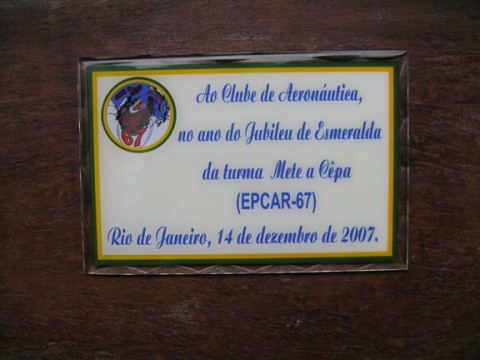 Ao Clube de Aeronáutica,
no ano do Jubileu de Esmeralda
da turma Mete a Cêpa
(EPCAR-67)
Rio de Janeiro, 14 de dezembro de 2007.
67